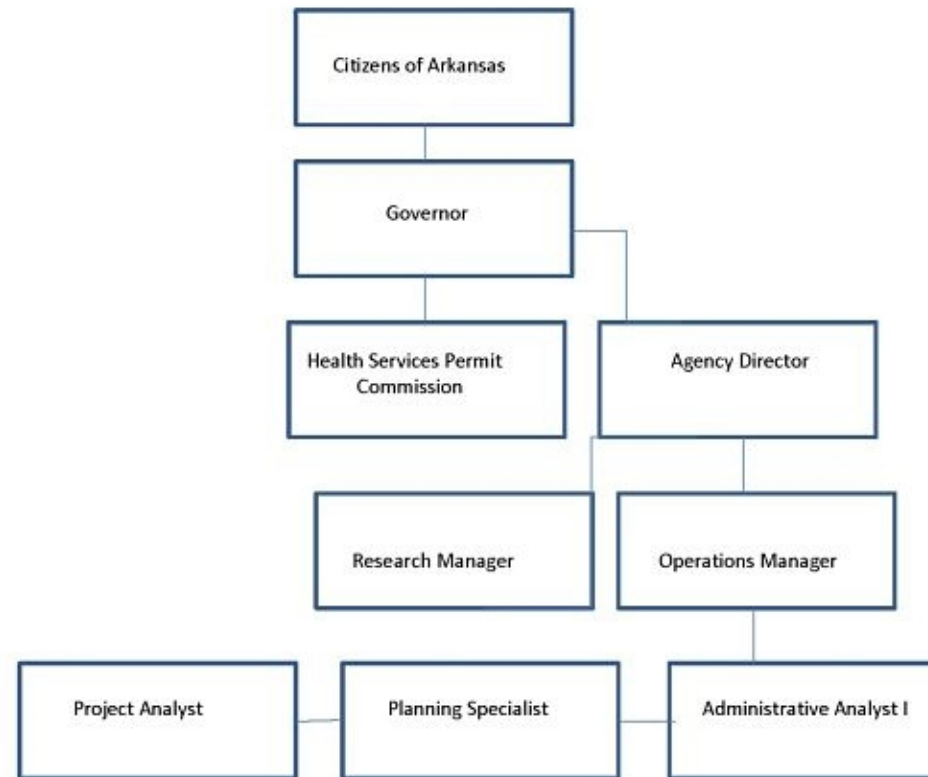 Citizens of Arkansas
Governor
Health Services Permit
Commission
Agency Director
Research Manager
Operations Manager
Project Analyst
Planning Specialist
Administrative Analyst I